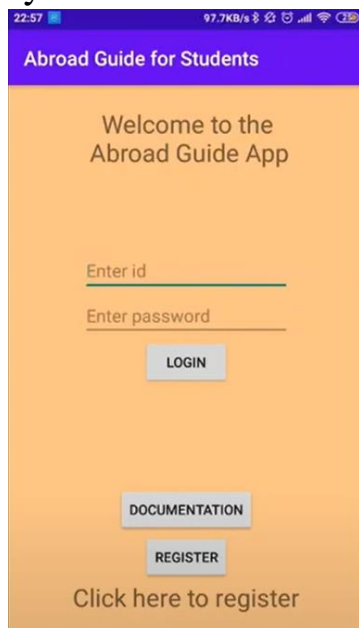 22:57 97.7KB/s
Abroad Guide for Students
Welcome to the
Abroad Guide App
Enter id
Enter password
LOGIN
DOCUMENTATION
REGISTER
Click here to register